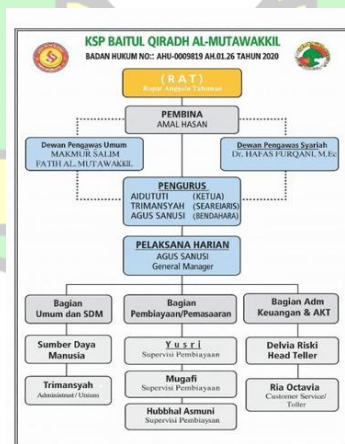 KSP BAITUL QIRADH AL-MUTAWAKKIL
BADAN HUKUM NO:: AHU-0009819 AH.01.26 TAHUN 2020
(RAT)
Rapat Anggota Tahunan
PEMBINA
AMAL HASAN
Dewan Pengawas Umum
MAKMUR SALIM
FATIH AL. MUTAWAKKIL
Dewan Pengawas Syariah
Dr. HAFAS FURQANI, M.Ec
PENGURUS
AIDUTUTI (KETUA)
TRIMANSYAH (SEAREJARIS)
AGUS SANUSI (BENDAHARA)
PELAKSANA HARIAN
AGUS SANUSI
General Manager
Bagian
Umum dan SDM
Sumber Daya
Manusia
Trimansyah
Administrat/Umum
Bagian
Pembiayaan/Pemasaaran
Yusri
Supervisi Pembiayaan
Mugafi
Supervisi Pembiayaan
Hubbhal Asmuni
Supervisi Pembiayaan
Bagian Adm
Keuangan & AKT
Delvia Riski
Head Teller
Ria Octavia
Customer Service/
Teller